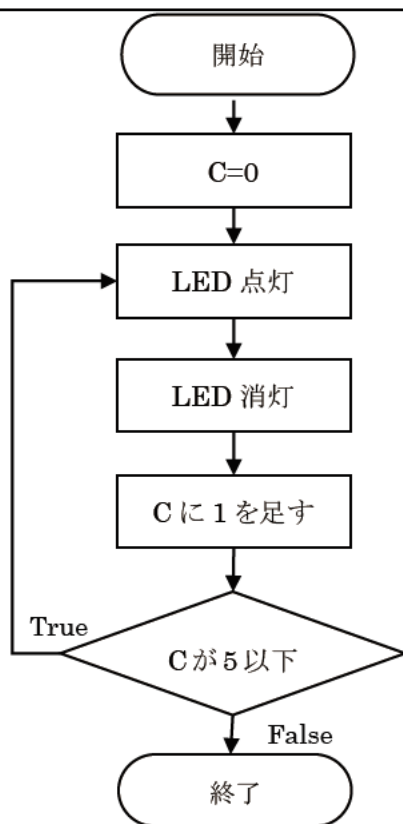 開始
C=0
LED 点灯
LED 消灯
C に 1 を足す
True
C が 5 以下
False
終了